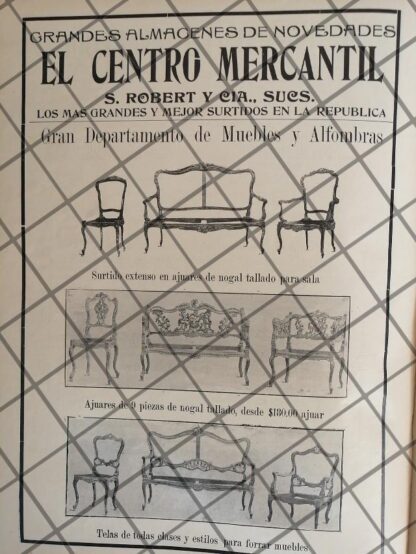 GRANDES ALMACENES DE NOVEDADES
EL CENTRO MERCANTIL
S. ROBERT Y CIA., SUCS.
LOS MAS GRANDES Y MEJOR SURTIDOS EN LA REPUBLICA
Gran Departamento de Muebles y Alfombras
Surtido extenso en ajuares de nogal tallado para sala
Ajuares de 9 piezas de nogal tallado, desde $180,00 ajuar
Telas de todas clases y estilos para forrar muebles